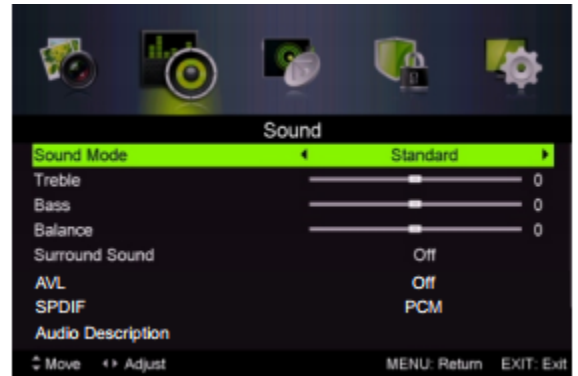 Sound
Sound Mode Standard
Treble 0
Bass 0
Balance 0
Surround Sound Off
AVL Off
SPDIF PCM
Audio Description
Move Adjust MENU: Return EXIT: Exit